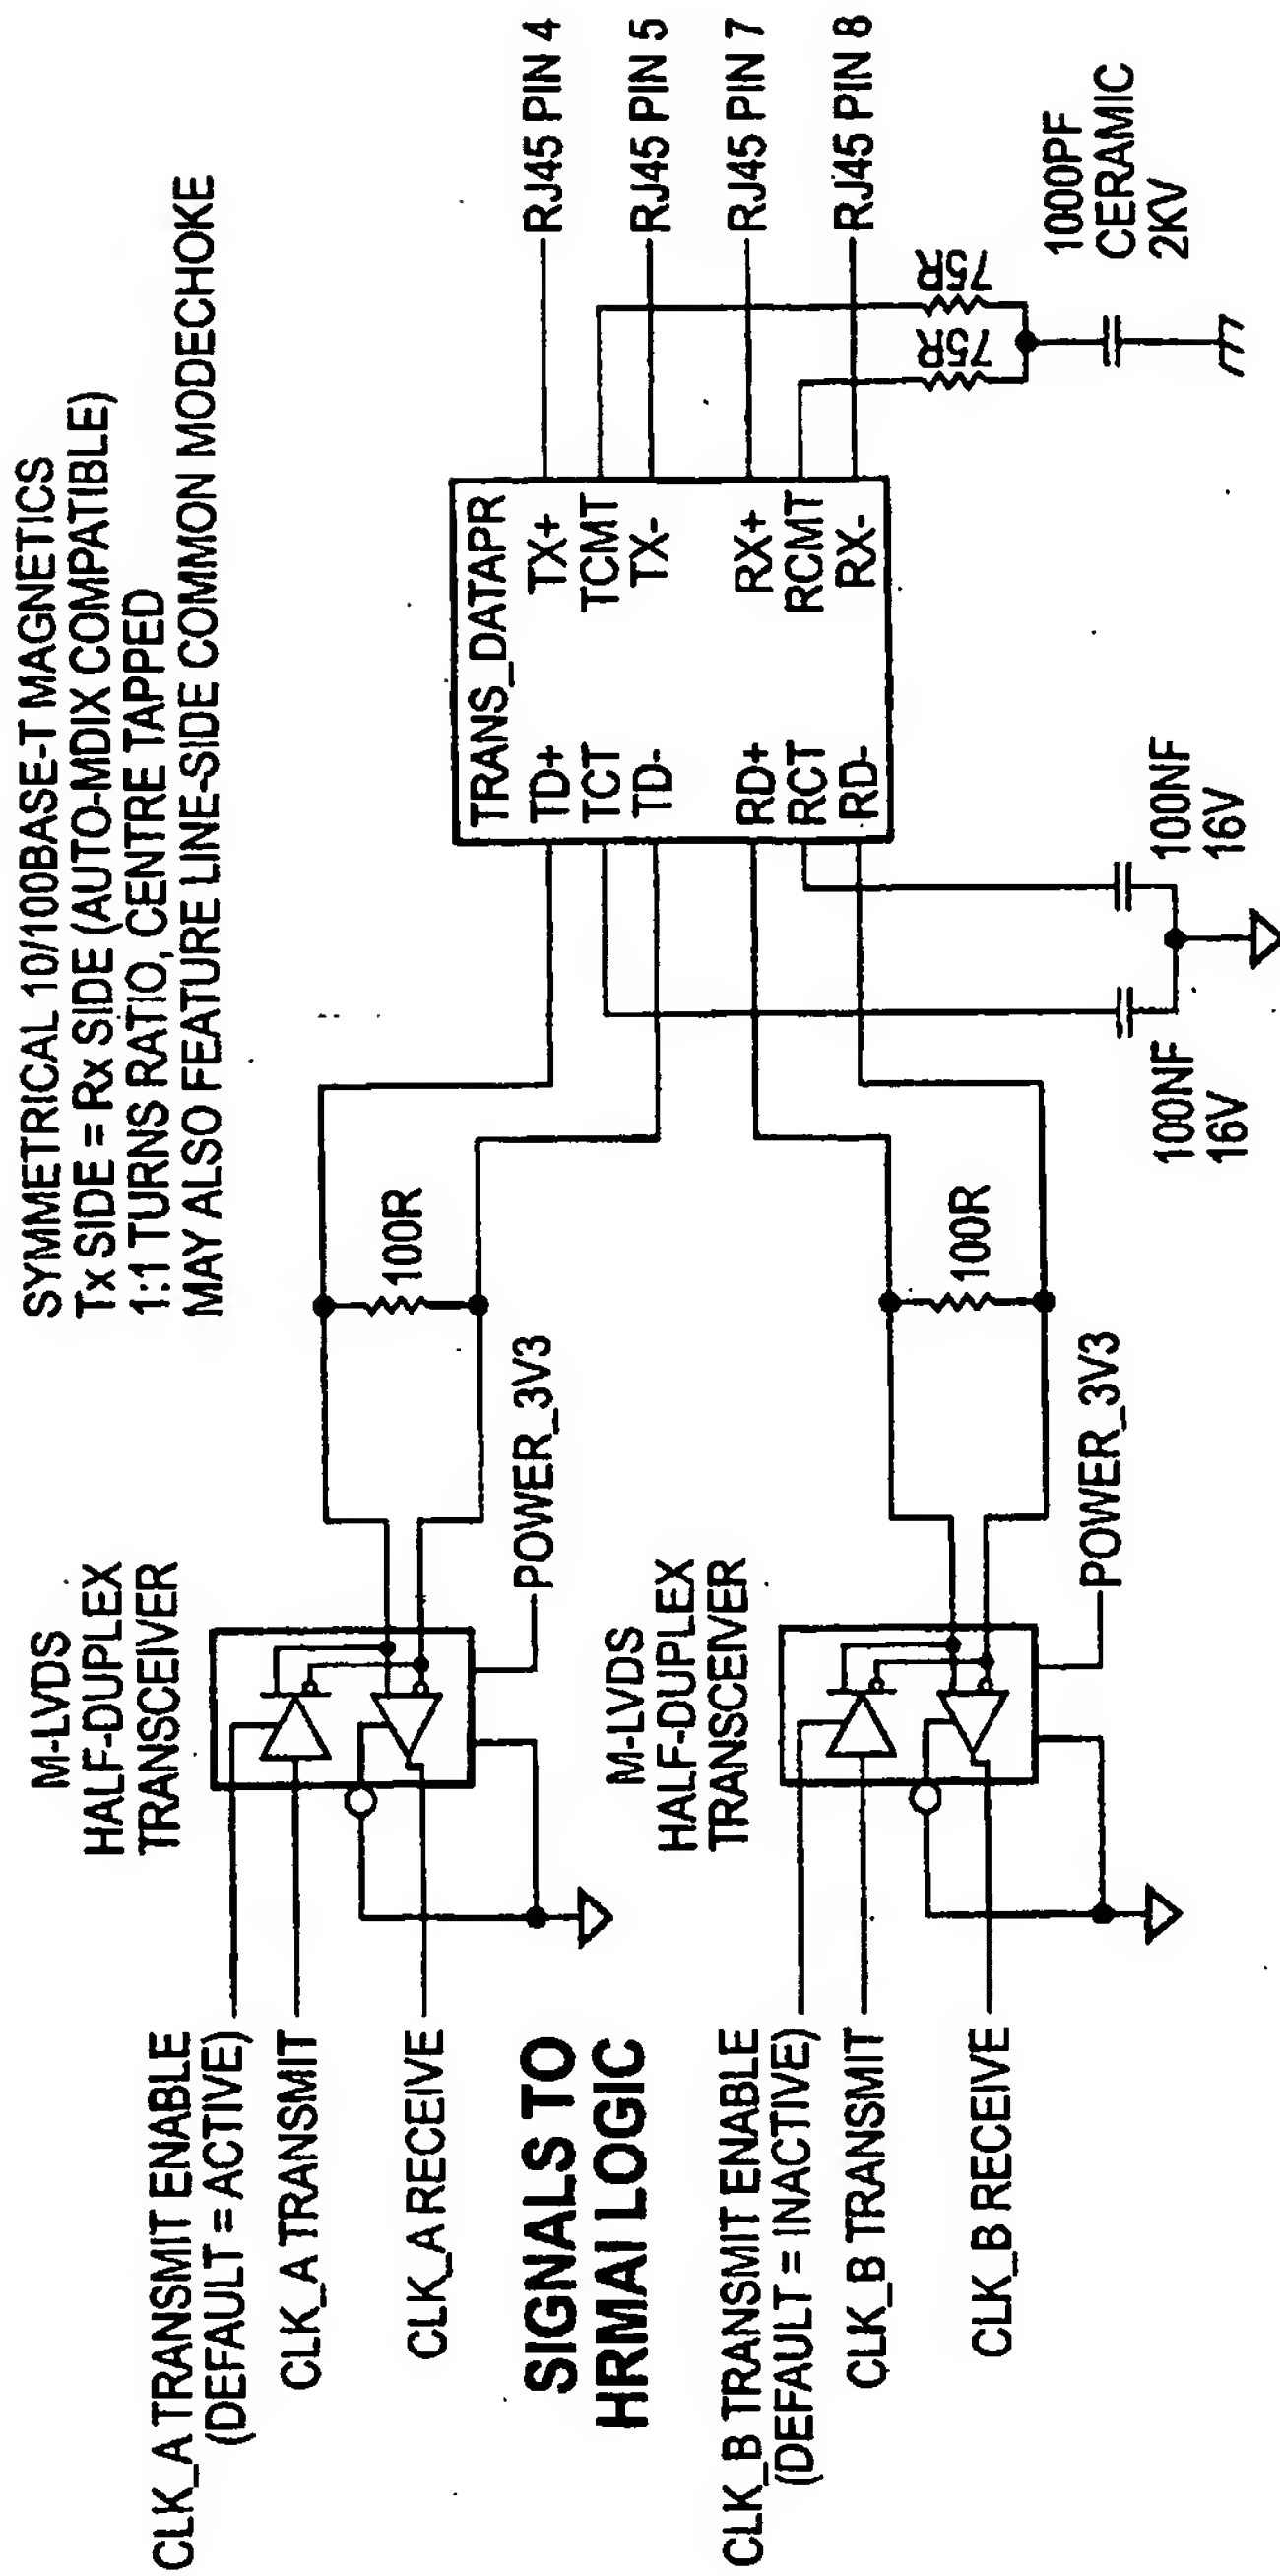 SYMMETRICAL 10/100BASE-T MAGNETICS
Tx SIDE = Rx SIDE (AUTO-MDIX COMPATIBLE)
1:1 TURNS RATIO, CENTRE TAPPED
MAY ALSO FEATURE LINE-SIDE COMMON MODECHOKE
M-LVDS
HALF-DUPLEX
TRANSCEIVER
CLK_A TRANSMIT ENABLE
(DEFAULT = ACTIVE)
CLK_A TRANSMIT
CLK_A RECEIVE
POWER_3V3
100R
SIGNALS TO
HRMAI LOGIC
M-LVDS
HALF-DUPLEX
TRANSCEIVER
CLK_B TRANSMIT ENABLE
(DEFAULT = INACTIVE)
CLK_B TRANSMIT
CLK_B RECEIVE
POWER_3V3
100R
TRANS_DATAPR
TD+
TX+
TCT
TCMT
TD-
TX-
RD+
RX+
RCT
RCMT
RD-
RX-
RJ45 PIN 4
RJ45 PIN 5
RJ45 PIN 7
RJ45 PIN 8
75R
75R
1000PF
CERAMIC
2KV
100NF
16V
100NF
16V